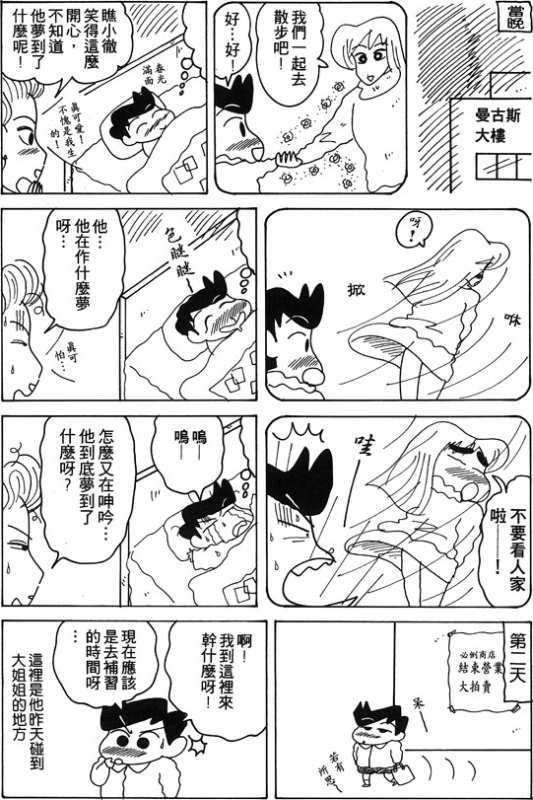 當晚
曼古斯
大樓
我們一起去
散步吧！
好…好！
瞧小徹
笑得這麼
開心，
不知道
他夢到了
什麼呢！
春光
滿面
真可愛！
不愧是我生
的！
呀！
掀
咻
色瞇瞇
他…
他在作什麼夢
呀…
真可
怕…
不要看人家
啦——！
哇
嗚—
嗚—
怎麼又在呻吟…
他到底夢到了
什麼呀？
第二天
必倒商店
結束營業
大拍賣
呆—
若有
所思
啊！
我到這裡來
幹什麼呀！
現在應該
是去補習
的時間呀
…
這裡是他昨天碰到
大姐姐的地方